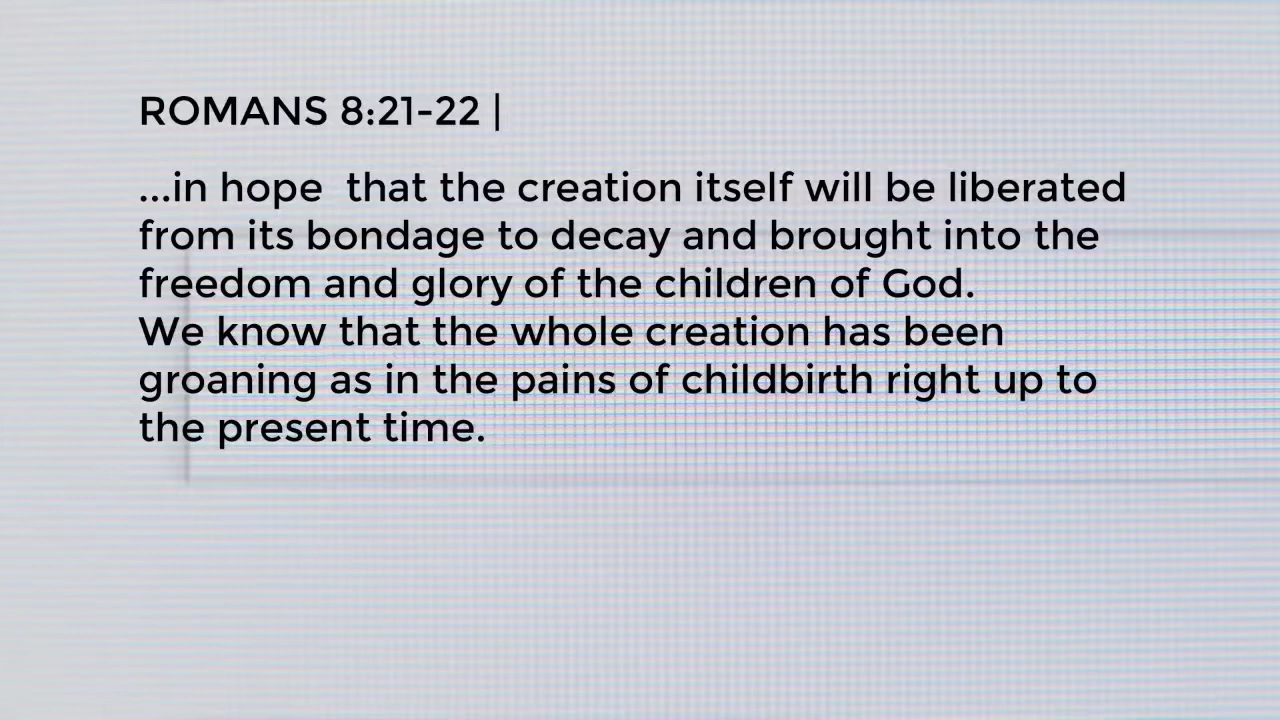 ROMANS 8:21-22 |
...in hope  that the creation itself will be liberated
from its bondage to decay and brought into the
freedom and glory of the children of God.
We know that the whole creation has been
groaning as in the pains of childbirth right up to
the present time.